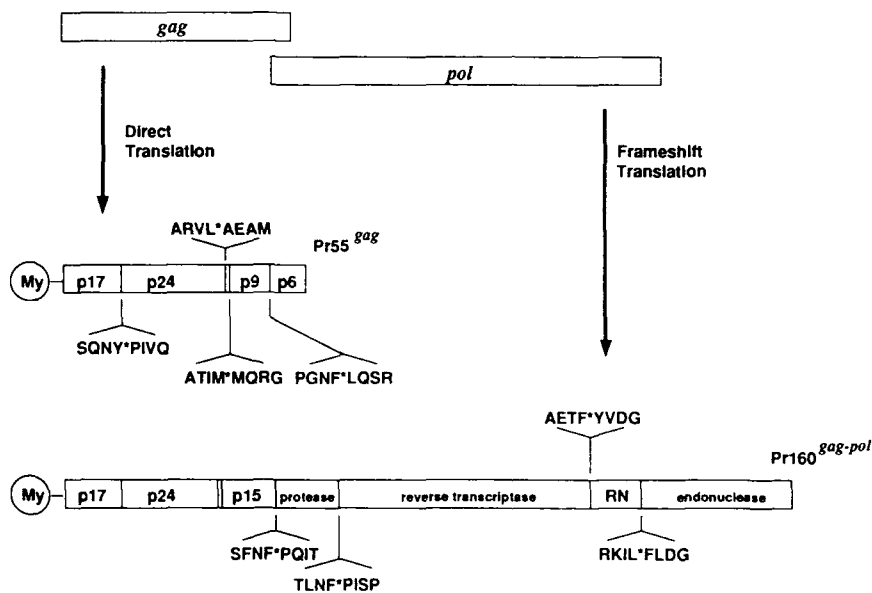 gag
pol
Direct
Translation
Frameshift
Translation
ARVL*AEAM
Pr55 gag
My
p17
p24
p9
p6
SQNY*PIVQ
ATIM*MQRG
PGNF*LQSR
AETF*YVDG
Pr160 gag-pol
My
p17
p24
p15
protease
reverse transcriptase
RN
endonuclease
SFNF*PQIT
RKIL*FLDG
TLNF*PISP